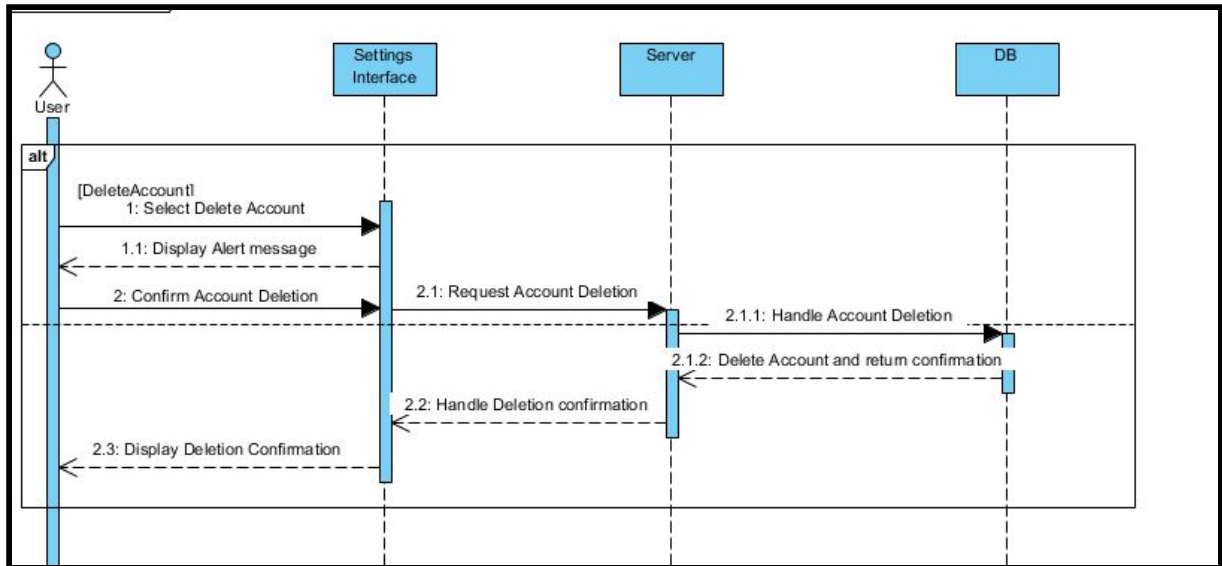 Settings
Interface
Server
DB
User
alt
[DeleteAccount]
1: Select Delete Account
1.1: Display Alert message
2: Confirm Account Deletion
2.1: Request Account Deletion
2.1.1: Handle Account Deletion
2.1.2: Delete Account and return confirmation
2.2: Handle Deletion confirmation
2.3: Display Deletion Confirmation